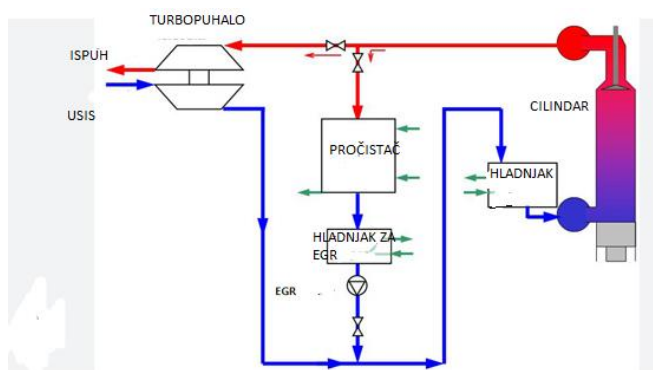 TURBOPUHALO
ISPUH
USIS
CILINDAR
PROČISTAČ
HLADNJAK
HLADNJAK ZA
EGR
EGR